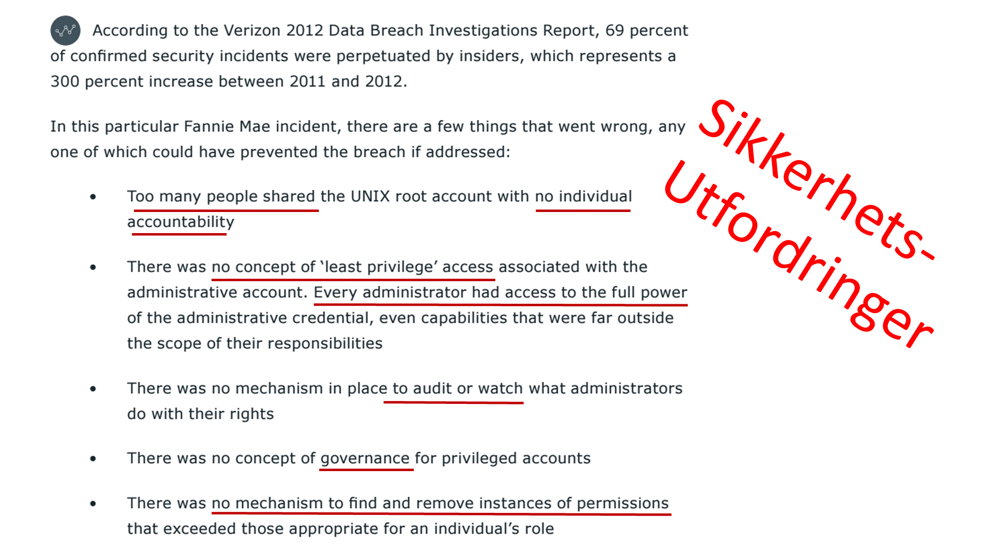 According to the Verizon 2012 Data Breach Investigations Report, 69 percent
of confirmed security incidents were perpetuated by insiders, which represents a
300 percent increase between 2011 and 2012.
In this particular Fannie Mae incident, there are a few things that went wrong, any
one of which could have prevented the breach if addressed:
• Too many people shared the UNIX root account with no individual
accountability
• There was no concept of ‘least privilege’ access associated with the
administrative account. Every administrator had access to the full power
of the administrative credential, even capabilities that were far outside
the scope of their responsibilities
• There was no mechanism in place to audit or watch what administrators
do with their rights
• There was no concept of governance for privileged accounts
• There was no mechanism to find and remove instances of permissions
that exceeded those appropriate for an individual’s role
Sikkerhets-
Utfordringer